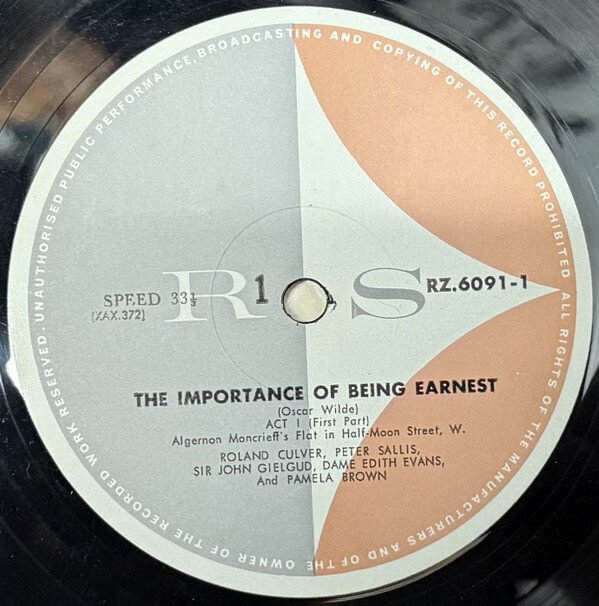 UNAUTHORISED PUBLIC PERFORMANCE, BROADCASTING AND COPYING OF THIS RECORD PROHIBITED ALL RIGHTS OF THE MANUFACTURERS AND OF THE OWNER OF THE RECORDED WORK RESERVED.
R S
SPEED 33⅓
1
RZ.6091-1
(XAX.372)
THE IMPORTANCE OF BEING EARNEST
(Oscar Wilde)
ACT I (First Part)
Algernon Moncrieff's Flat in Half-Moon Street, W.
ROLAND CULVER, PETER SALLIS,
SIR JOHN GIELGUD, DAME EDITH EVANS,
And PAMELA BROWN